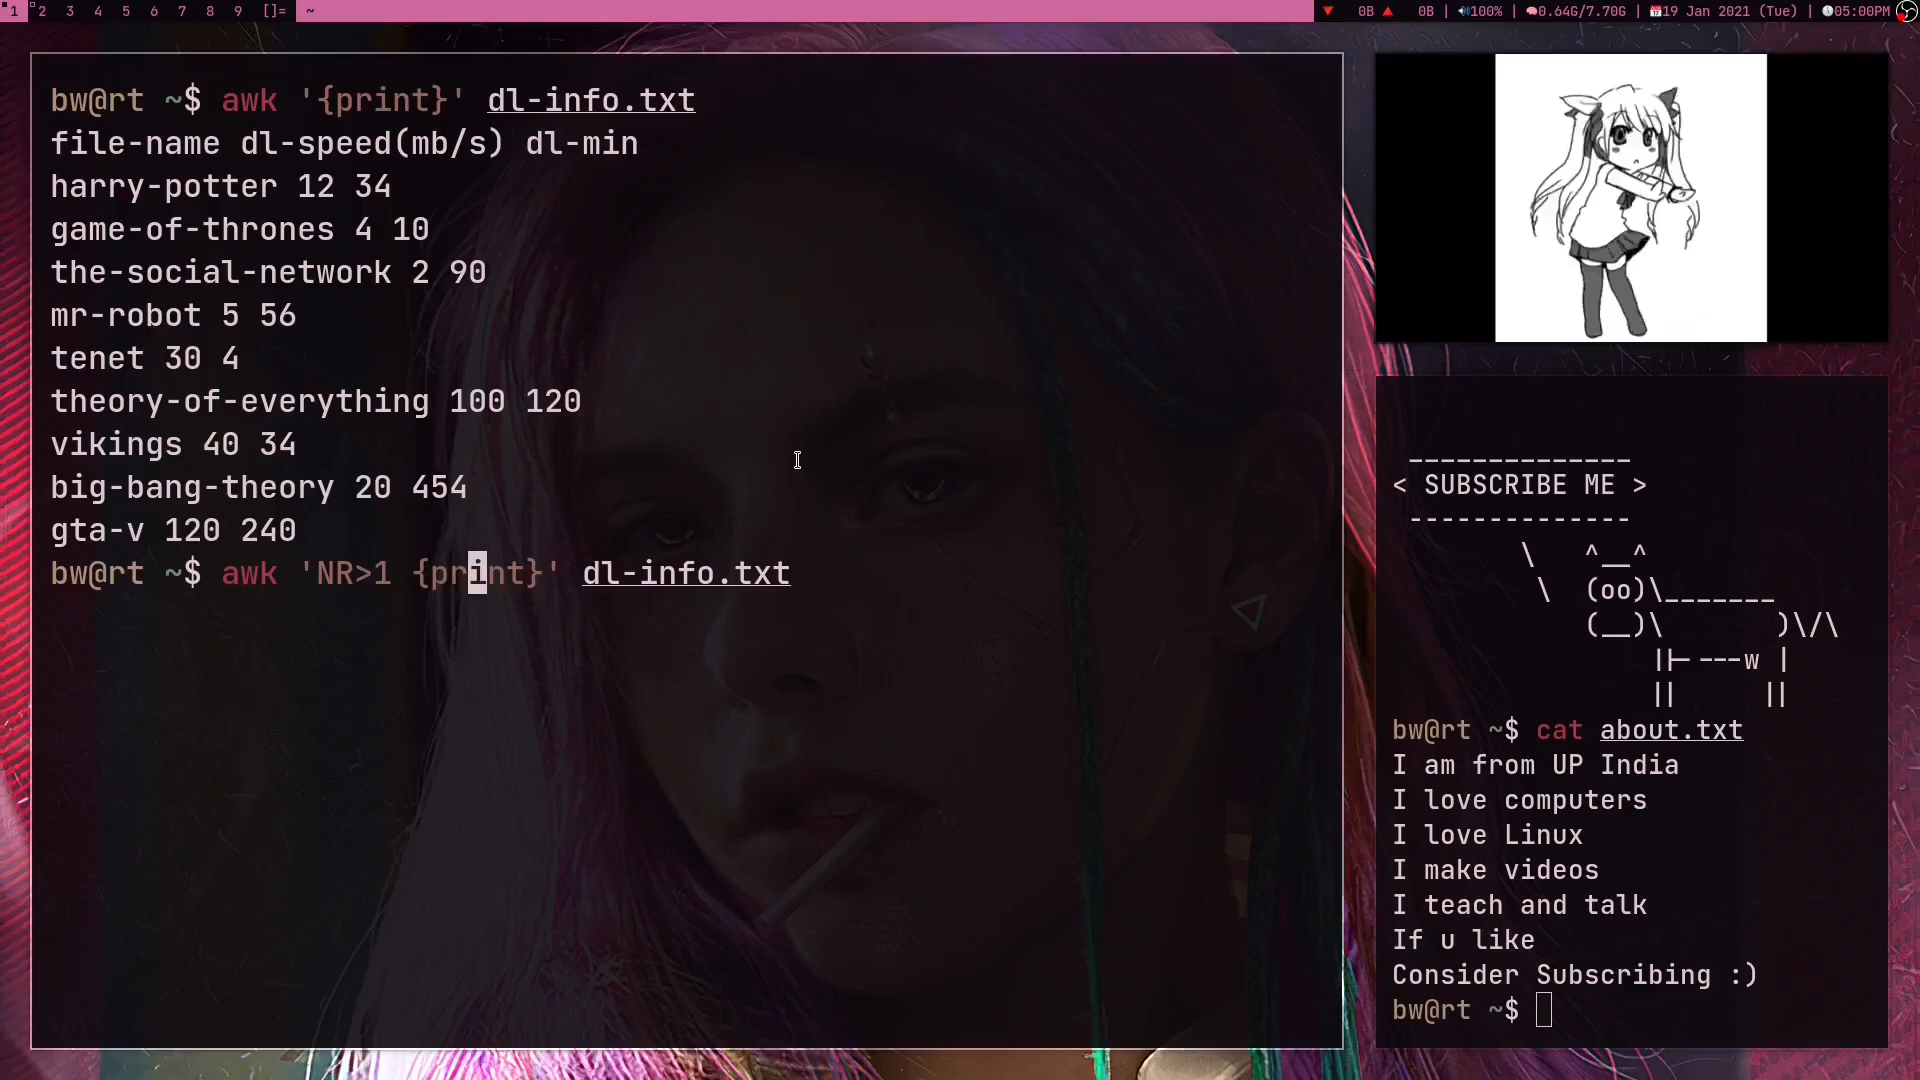 1 2 3 4 5 6 7 8 9 []= ~ 0B 0B | 100% | 0.64G/7.70G | 19 Jan 2021 (Tue) | 05:00PM
bw@rt ~$ awk '{print}' dl-info.txt
file-name dl-speed(mb/s) dl-min
harry-potter 12 34
game-of-thrones 4 10
the-social-network 2 90
mr-robot 5 56
tenet 30 4
theory-of-everything 100 120
vikings 40 34
big-bang-theory 20 454
gta-v 120 240
bw@rt ~$ awk 'NR>1 {print}' dl-info.txt
______________
< SUBSCRIBE ME >
--------------
\ ^__^
\ (oo)\_______
(__)\ )\/\
||----w |
|| ||
bw@rt ~$ cat about.txt
I am from UP India
I love computers
I love Linux
I make videos
I teach and talk
If u like
Consider Subscribing :)
bw@rt ~$